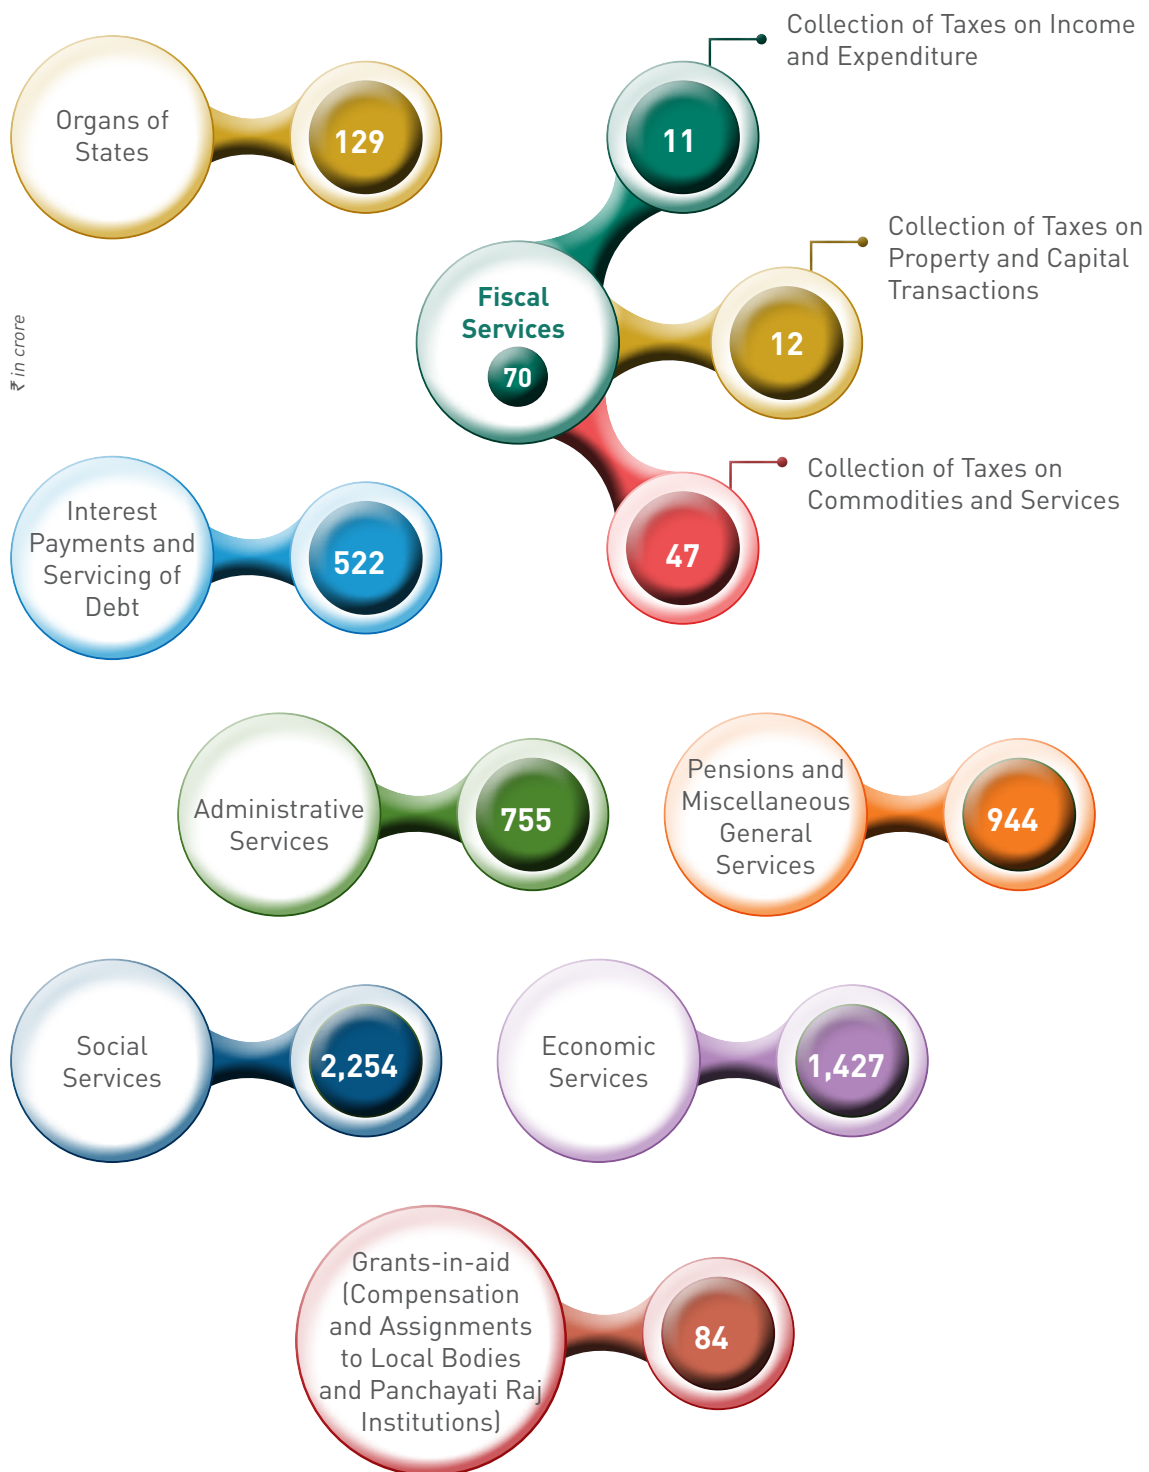 Collection of Taxes on Income
and Expenditure
Organs of
States
129
11
Collection of Taxes on
Property and Capital
Transactions
Fiscal
Services
70
12
₹ in crore
Collection of Taxes on
Commodities and Services
47
Interest
Payments and
Servicing of
Debt
522
Administrative
Services
755
Pensions and
Miscellaneous
General
Services
944
Social
Services
2,254
Economic
Services
1,427
Grants-in-aid
(Compensation
and Assignments
to Local Bodies
and Panchayati Raj
Institutions)
84